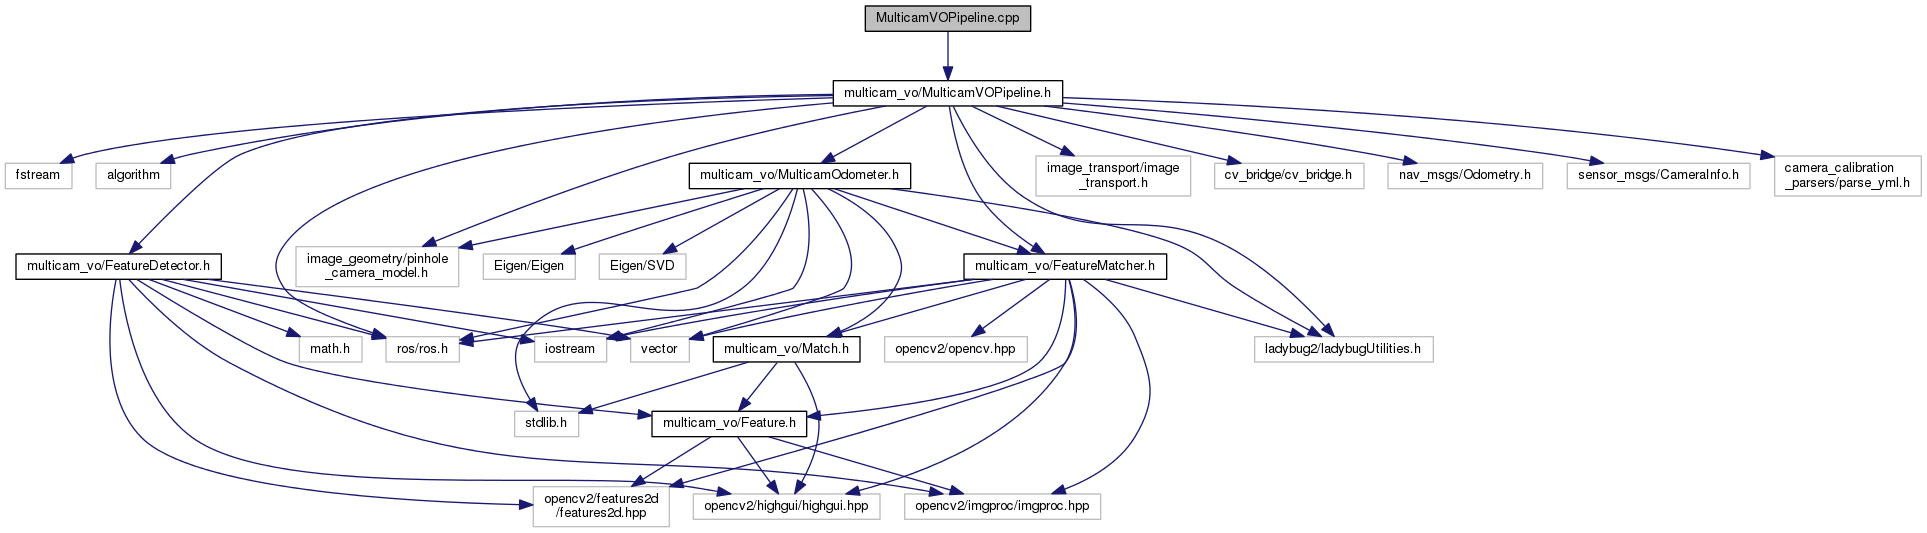 MulticamVOPipeline.cpp
multicam_vo/MulticamVOPipeline.h
fstream
algorithm
multicam_vo/MulticamOdometer.h
image_transport/image
_transport.h
cv_bridge/cv_bridge.h
nav_msgs/Odometry.h
sensor_msgs/CameraInfo.h
camera_calibration
_parsers/parse_yml.h
multicam_vo/FeatureDetector.h
image_geometry/pinhole
_camera_model.h
Eigen/Eigen
Eigen/SVD
multicam_vo/FeatureMatcher.h
math.h
ros/ros.h
iostream
vector
multicam_vo/Match.h
opencv2/opencv.hpp
ladybug2/ladybugUtilities.h
stdlib.h
multicam_vo/Feature.h
opencv2/features2d
/features2d.hpp
opencv2/highgui/highgui.hpp
opencv2/imgproc/imgproc.hpp